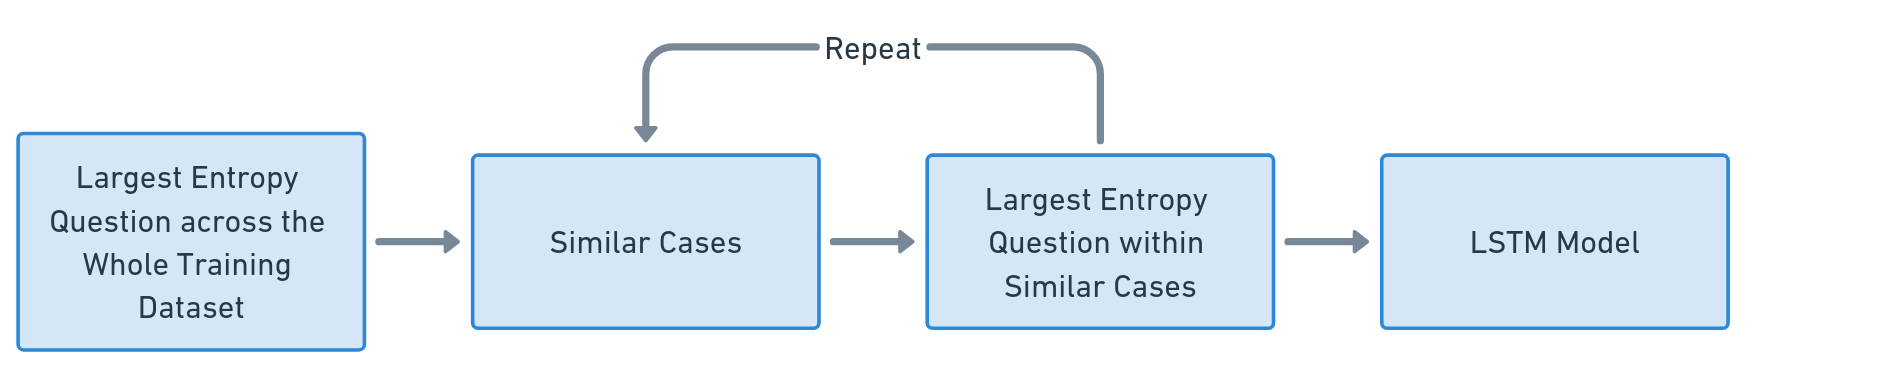 Repeat
Largest Entropy
Question across the
Whole Training
Dataset
Similar Cases
Largest Entropy
Question within
Similar Cases
LSTM Model